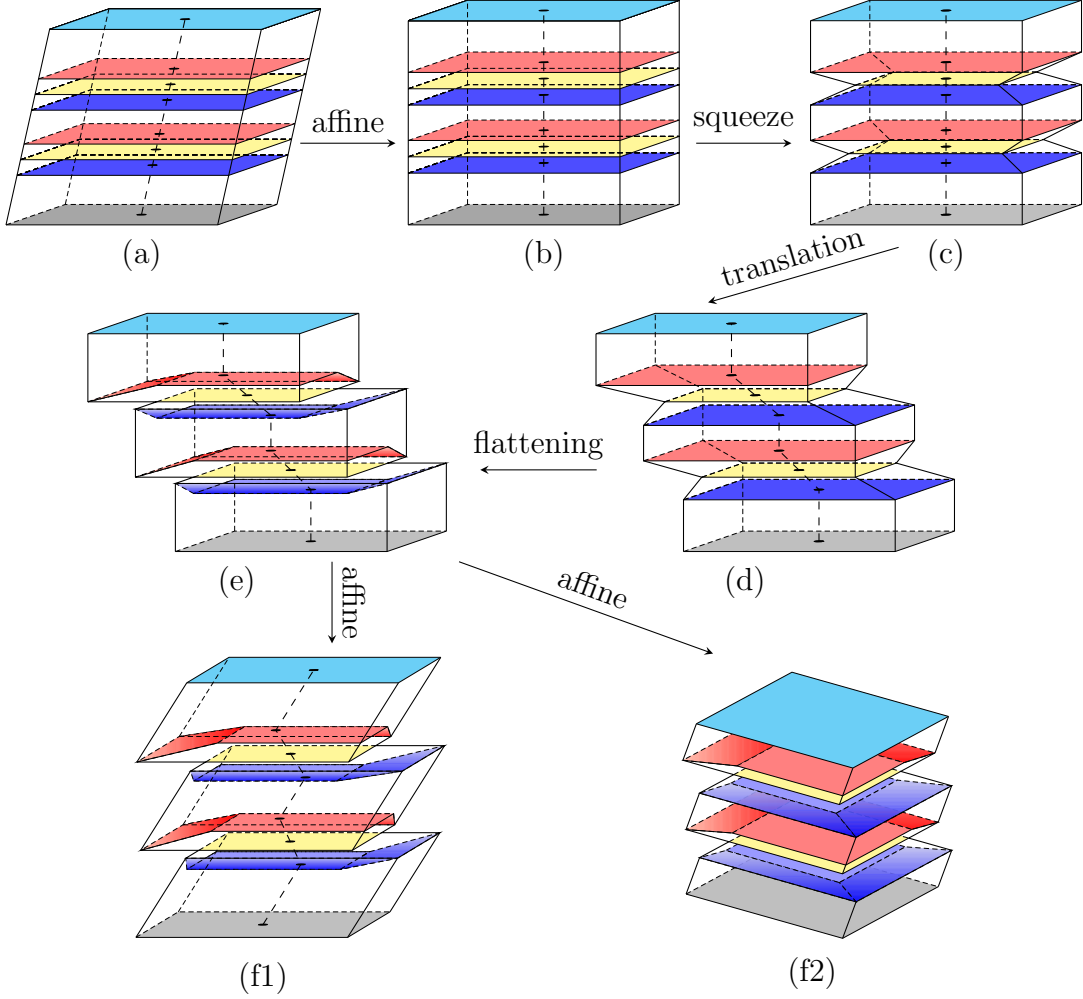 affine
squeeze
(a)
(b)
(c)
translation
flattening
(e)
(d)
affine
affine
(f1)
(f2)